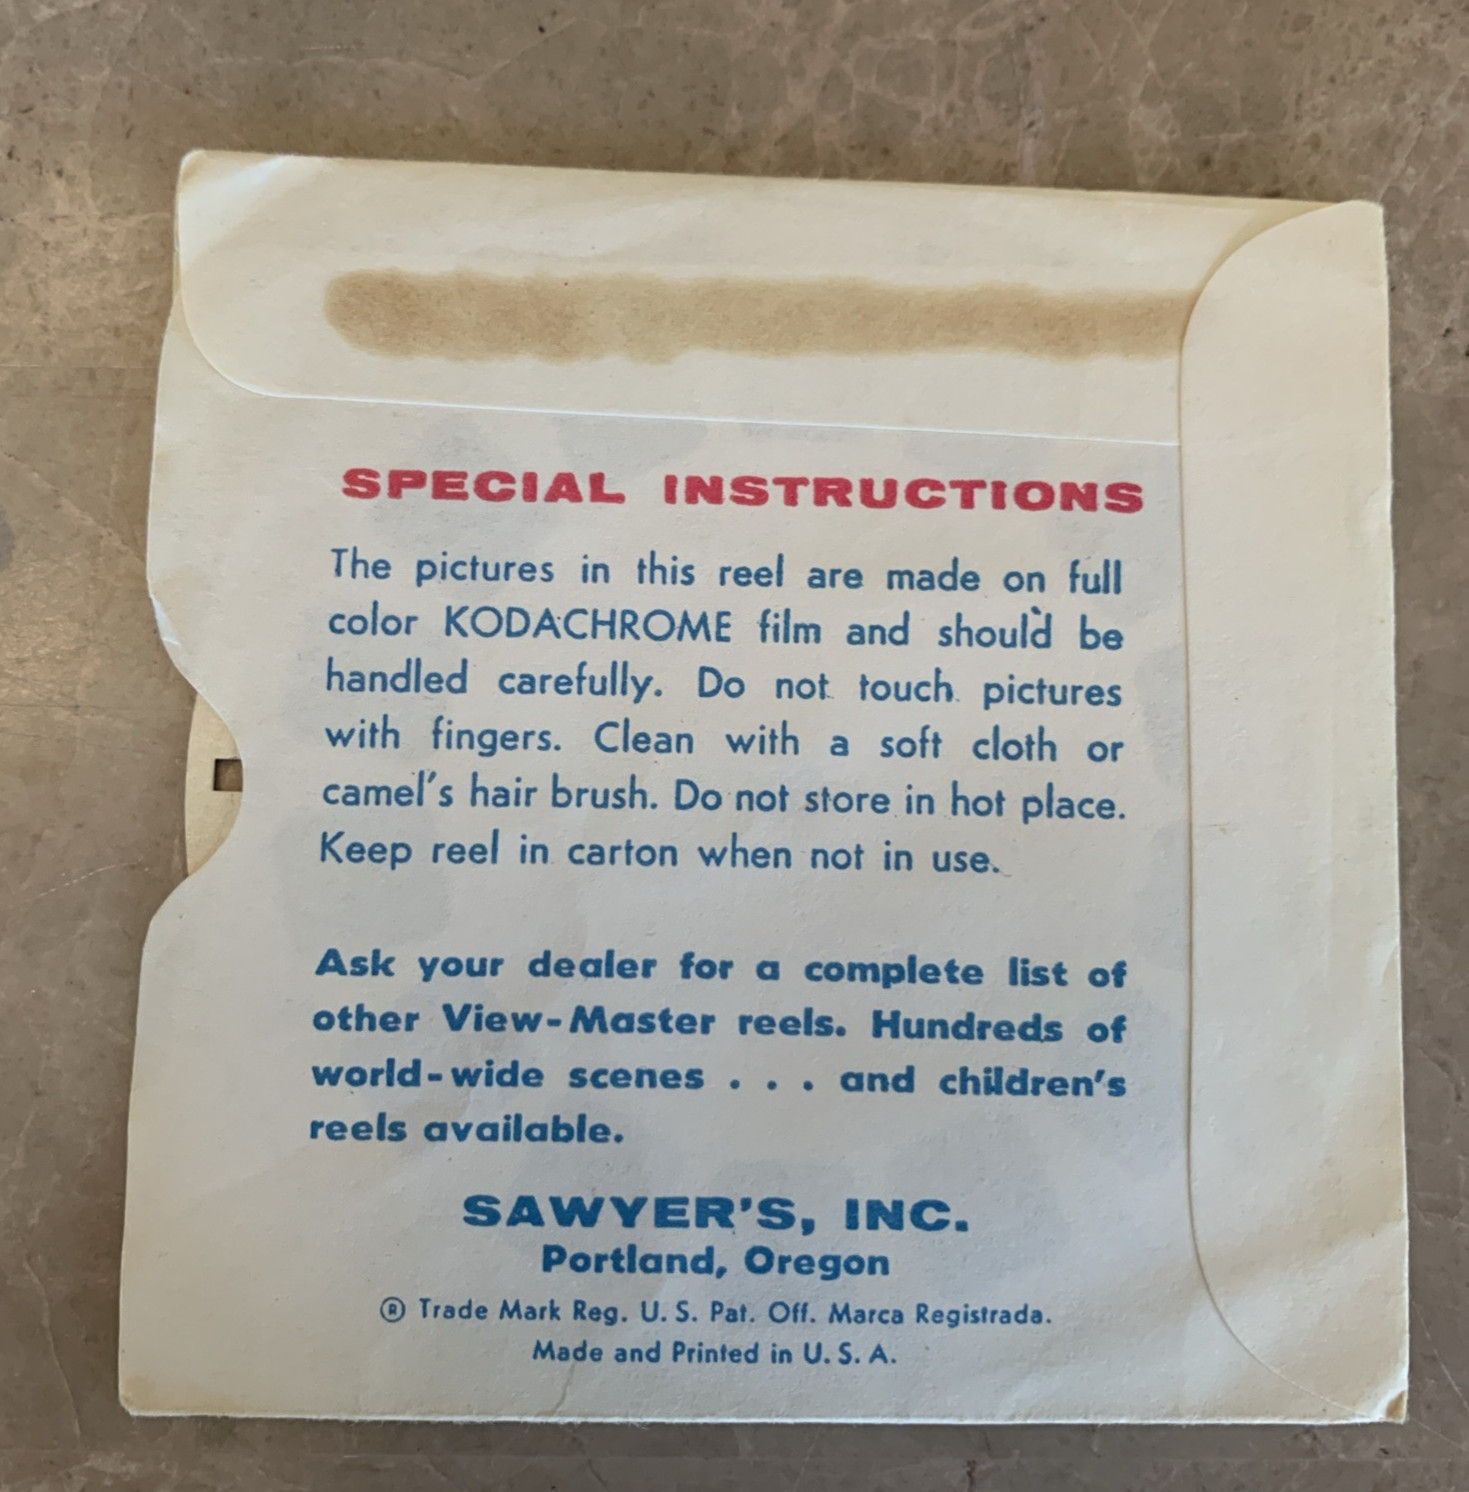 SPECIAL INSTRUCTIONS
The pictures in this reel are made on full
color KODACHROME film and should be
handled carefully. Do not touch pictures
with fingers. Clean with a soft cloth or
camel's hair brush. Do not store in hot place.
Keep reel in carton when not in use.
Ask your dealer for a complete list of
other View-Master reels. Hundreds of
world-wide scenes . . . and children's
reels available.
SAWYER'S, INC.
Portland, Oregon
® Trade Mark Reg. U. S. Pat. Off. Marca Registrada.
Made and Printed in U. S. A.